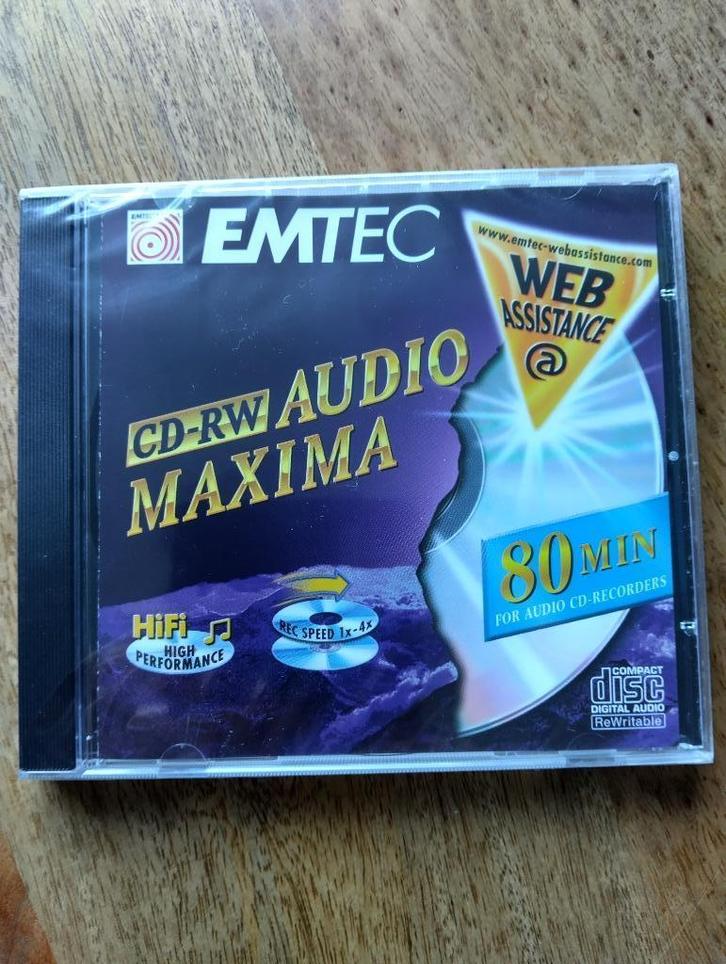 EMTEC
EMTEC
www.emtec-webassistance.com
WEB
ASSISTANCE
@
CD-RW AUDIO
MAXIMA
80 MIN
FOR AUDIO CD-RECORDERS
HiFi
HIGH
PERFORMANCE
REC SPEED 1x-4x
COMPACT
disc
DIGITAL AUDIO
ReWritable